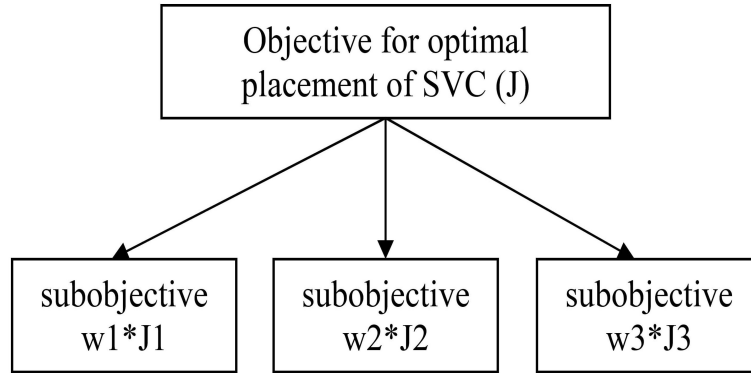 Objective for optimal
placement of SVC (J)
subobjective
w1*J1
subobjective
w2*J2
subobjective
w3*J3